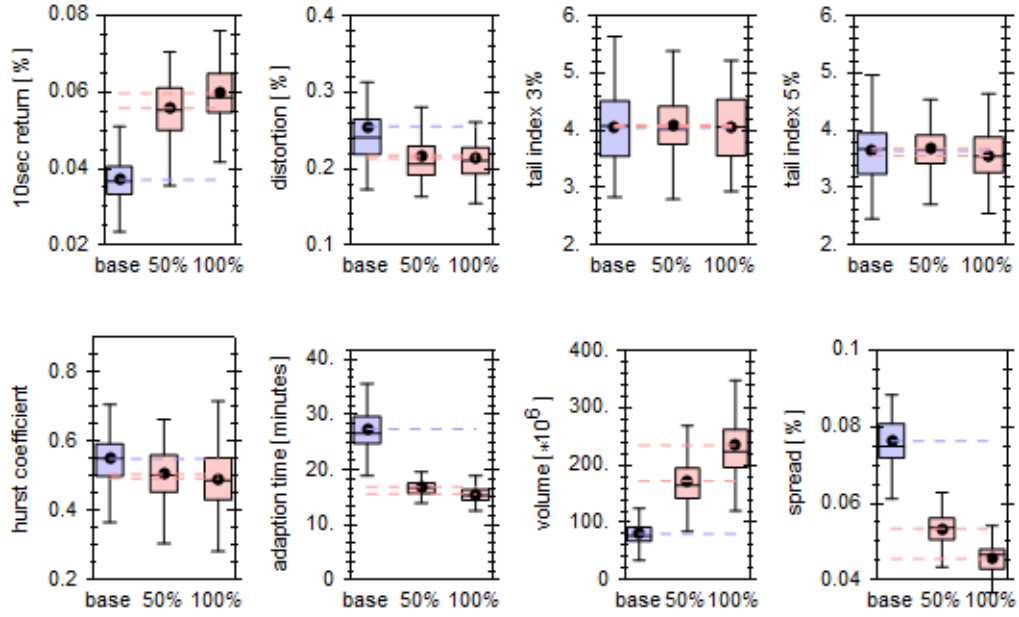 10sec return [ % ]
0.08
0.06
0.04
0.02
base 50% 100%
distortion [ % ]
0.4
0.3
0.2
0.1
base 50% 100%
tail index 3%
6.
5.
4.
3.
2.
base 50% 100%
tail index 5%
6.
5.
4.
3.
2.
base 50% 100%
hurst coefficient
0.8
0.6
0.4
0.2
base 50% 100%
adaption time [minutes]
40.
30.
20.
10.
0
base 50% 100%
volume [*10^6 ]
400.
300.
200.
100.
0.
base 50% 100%
spread [ % ]
0.1
0.08
0.06
0.04
base 50% 100%